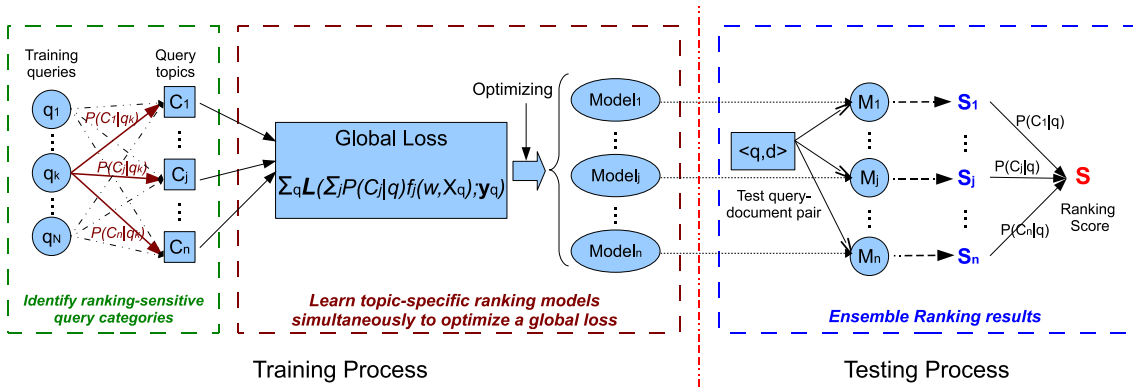 Training
queries
Query
topics
q1
qk
qN
P(C1|qk)
P(Cj|qk)
P(Cn|qk)
C1
Cj
Cn
Identify ranking-sensitive
query categories
Global Loss
ΣqL(ΣjP(Cj|q)fj(w,Xq);yq)
Optimizing
Model1
Modelj
Modeln
Learn topic-specific ranking models
simultaneously to optimize a global loss
Training Process
<q,d>
Test query-
document pair
M1
Mj
Mn
S1
Sj
Sn
P(C1|q)
P(Cj|q)
P(Cn|q)
S
Ranking
Score
Ensemble Ranking results
Testing Process